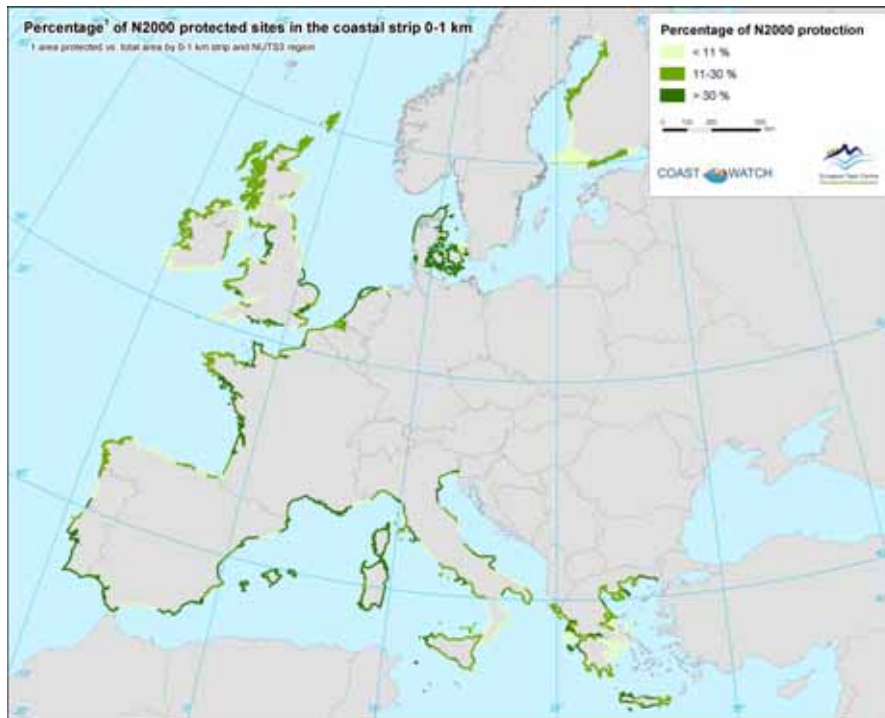 Percentage¹ of N2000 protected sites in the coastal strip 0-1 km
1 area protected vs. total area by 0-1 km strip and NUTS3 region
Percentage of N2000 protection
< 11 %
11-30 %
> 30 %
COAST WATCH